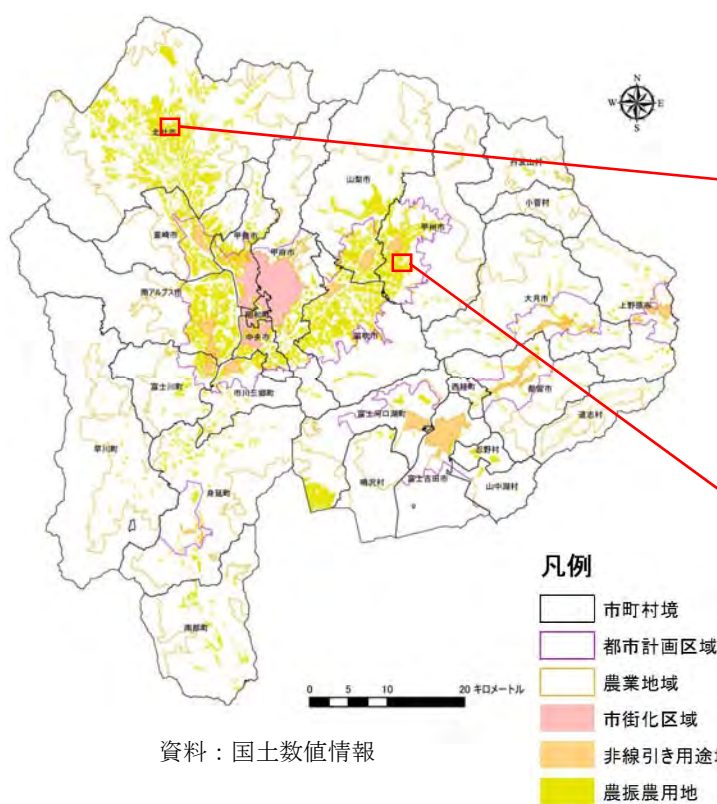 N
W E
S
北杜市
丹波山村
小菅村
山梨市
甲州市
韮崎市
甲斐市
甲府市
南アルプス市
昭和町
中央市
笛吹市
大月市
上野原市
富士川町
市川三郷町
西桂町
都留市
道志村
早川町
富士河口湖町
忍野村
鳴沢村
山中湖村
富士吉田市
身延町
南部町
凡例
市町村境
都市計画区域
農業地域
市街化区域
非線引き用途
農振農用地
0 5 10 20 キロメートル
資料：国土数値情報